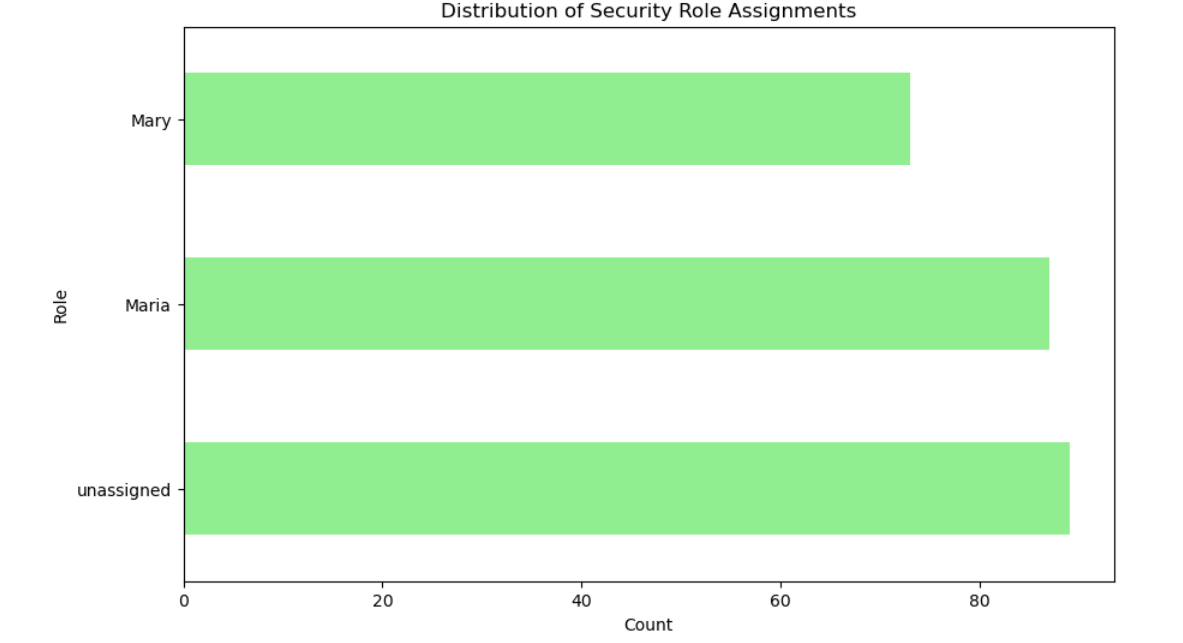 Distribution of Security Role Assignments
Mary
Maria
unassigned
Role
0 20 40 60 80
Count